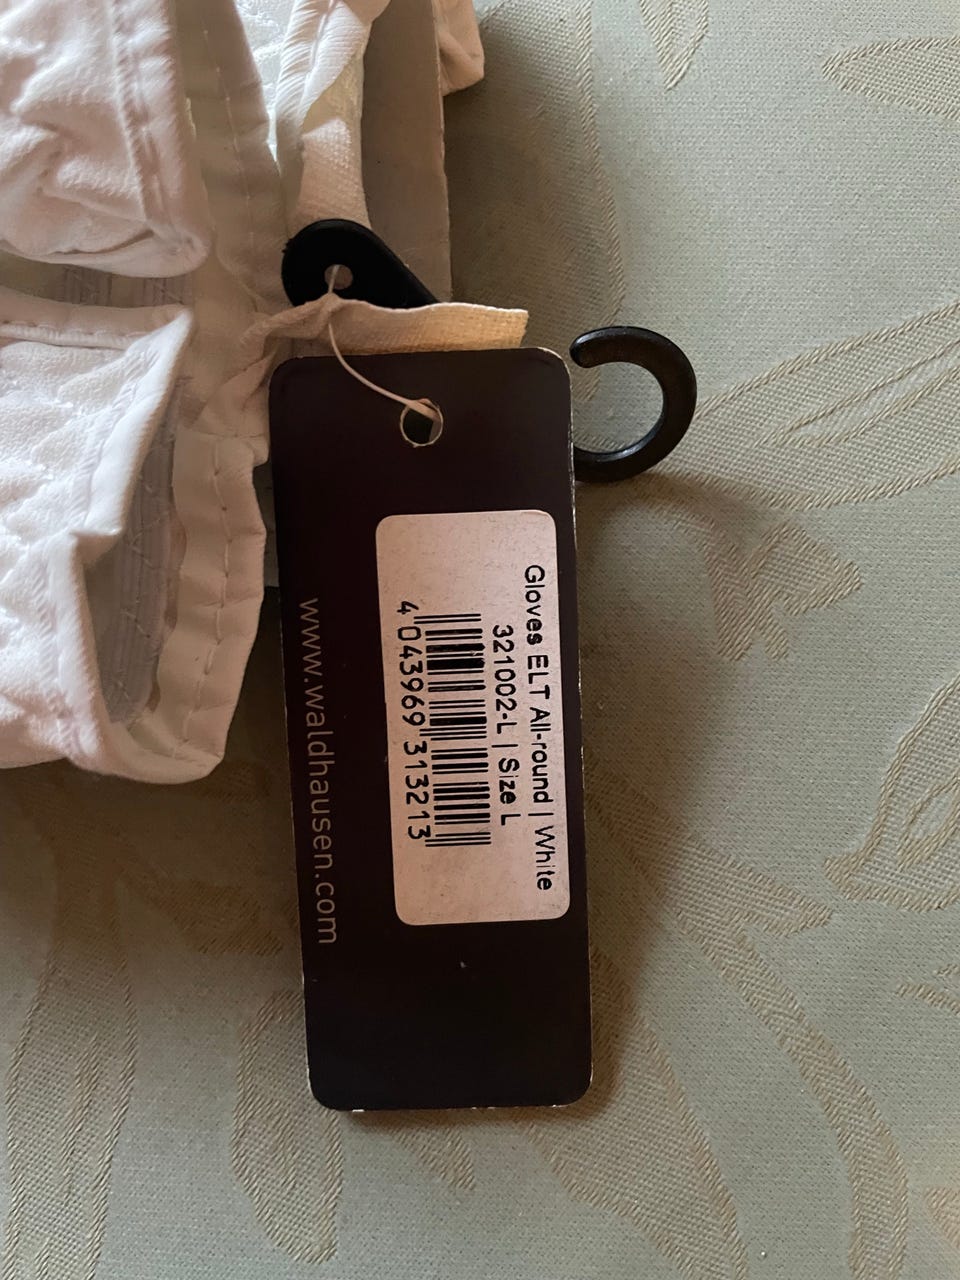 Gloves ELT All-round | White
321002-L | Size L
4 043969 313213
www.waldhausen.com